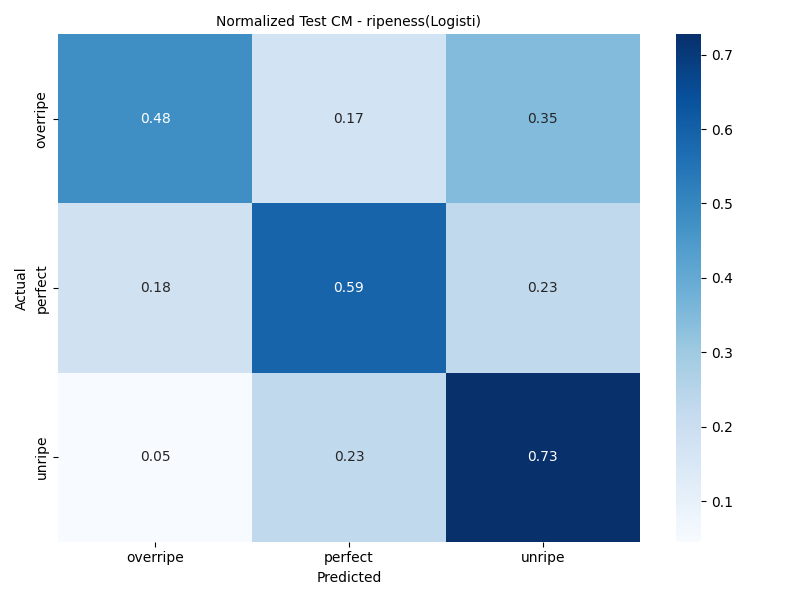 Normalized Test CM - ripeness(Logisti)
Actual
overripe
0.48 0.17 0.35
perfect
0.18 0.59 0.23
unripe
0.05 0.23 0.73
overripe perfect unripe
Predicted
0.7
0.6
0.5
0.4
0.3
0.2
0.1